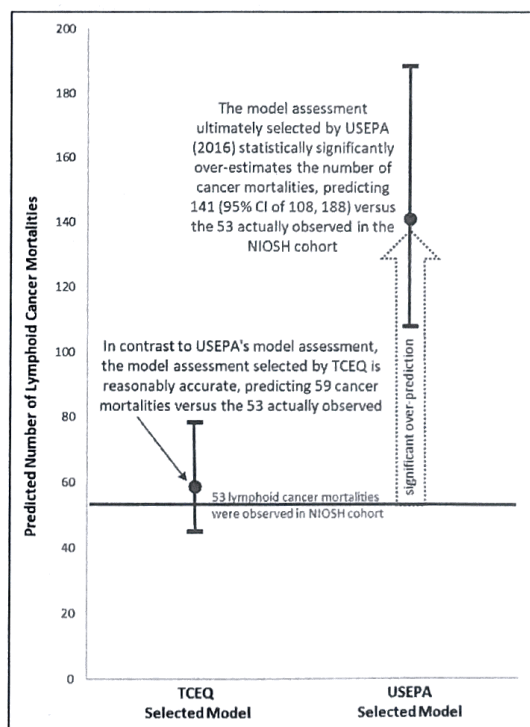 Predicted Number of Lymphoid Cancer Mortalities
200
180
160
140
120
100
80
60
40
20
0
The model assessment
ultimately selected by USEPA
(2016) statistically significantly
over-estimates the number of
cancer mortalities, predicting
141 (95% CI of 108, 188) versus
the 53 actually observed in the
NIOSH cohort
In contrast to USEPA's model assessment,
the model assessment selected by TCEQ is
reasonably accurate, predicting 59 cancer
mortalities versus the 53 actually observed
significant over-prediction
53 lymphoid cancer mortalities
were observed in NIOSH cohort
TCEQ
Selected Model
USEPA
Selected Model